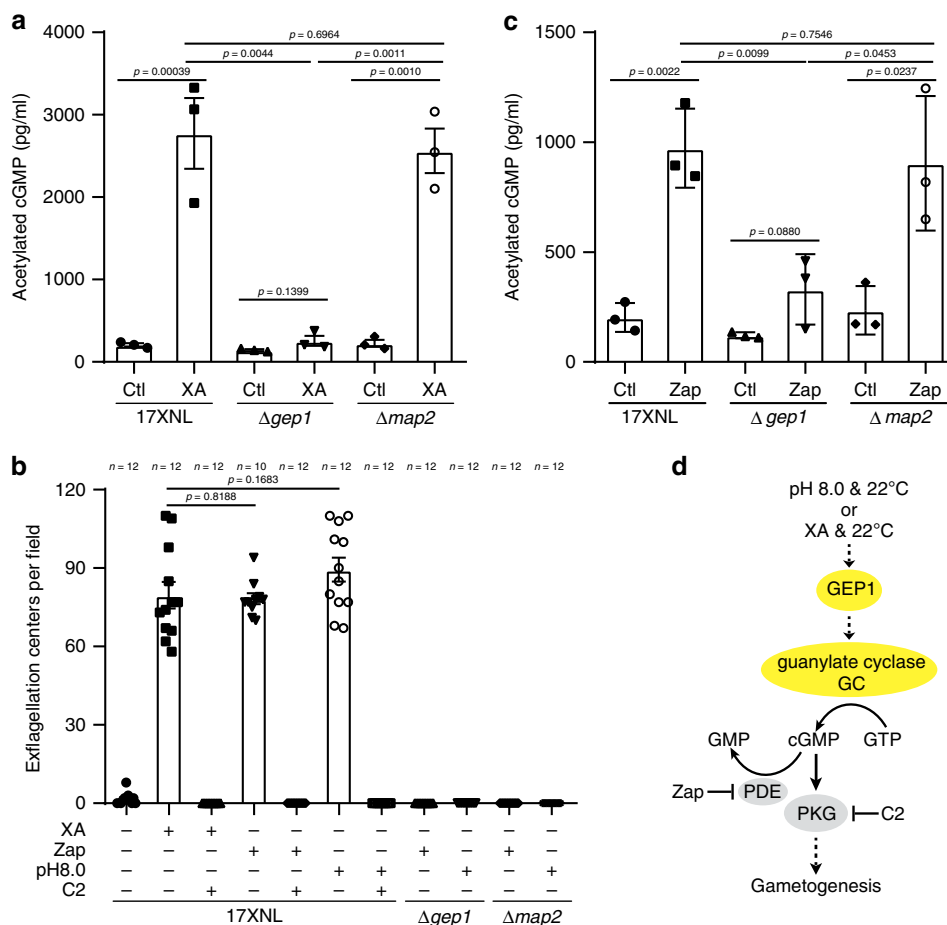 a
4000
3000
2000
1000
0
Acetylated cGMP (pg/ml)
p = 0.6964
p = 0.0044 p = 0.0011
p = 0.00039 p = 0.0010
p = 0.1399
Ctl XA Ctl XA Ctl XA
17XNL Δgep1 Δmap2
c
1500
1000
500
0
Acetylated cGMP (pg/ml)
p = 0.7546
p = 0.0099 p = 0.0453
p = 0.0022 p = 0.0237
p = 0.0880
Ctl Zap Ctl Zap Ctl Zap
17XNL Δgep1 Δmap2
b
n = 12 n = 12 n = 12 n = 10 n = 12 n = 12 n = 12 n = 12 n = 12 n = 12 n = 12
p = 0.1683
p = 0.8188
120
90
60
30
0
Exflagellation centers per field
XA – + + – – – – – – – –
Zap – – – + + – – + – + –
pH8.0 – – – – – + + – + – +
C2 – – + – + – + – – – –
17XNL Δgep1 Δmap2
d
pH 8.0 & 22°C
or
XA & 22°C
GEP1
guanylate cyclase
GC
GMP cGMP GTP
Zap PDE
PKG C2
Gametogenesis